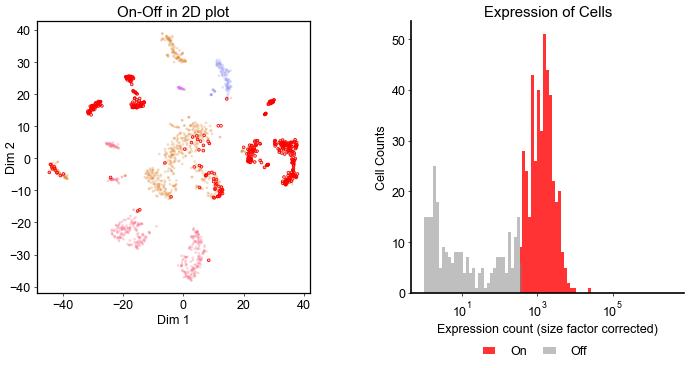 On-Off in 2D plot
40
30
20
10
0
−10
−20
−30
−40
Dim 2
−40 −20 0 20 40
Dim 1
Expression of Cells
50
40
30
20
10
0
Cell Counts
10^1 10^3 10^5
Expression count (size factor corrected)
On Off